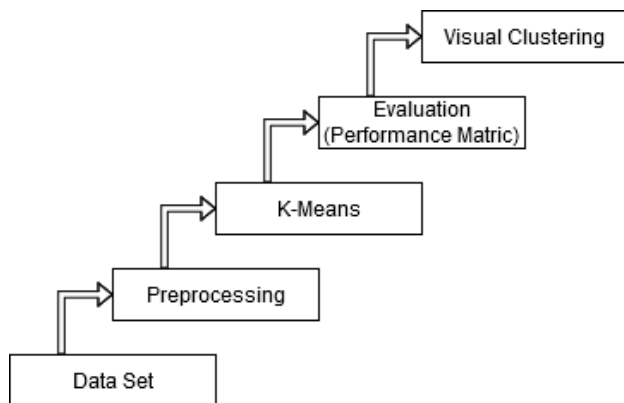 Visual Clustering
Evaluation
(Performance Matric)
K-Means
Preprocessing
Data Set